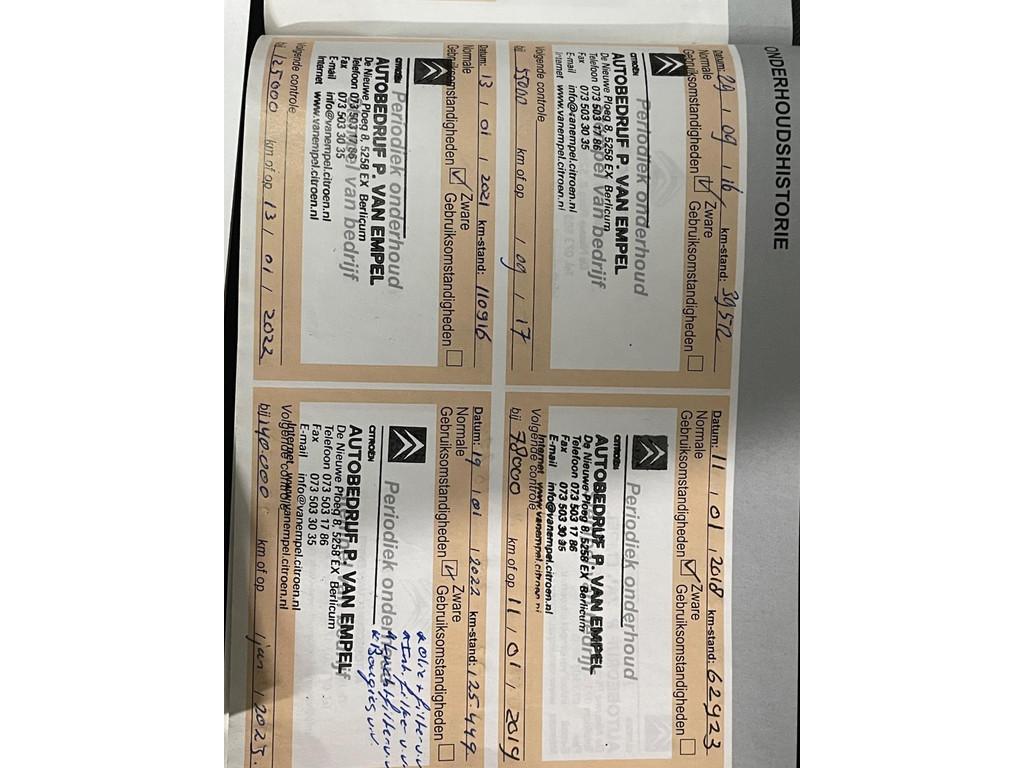 ONDERHOUDSHISTORIE
Datum: 29 / 09 / 16 km-stand: 39512
Normale Gebruiksomstandigheden ☑ Zware Gebruiksomstandigheden ☐
Periodiek onderhoud
CITROËN
AUTOBEDRIJF P. VAN EMPEL
De Nieuwe Ploeg 8, 5258 EX Berlicum
Telefoon 073 503 17 86
Fax 073 503 30 35
E-mail info@vanempel.citroen.nl
Internet www.vanempel.citroen.nl
Volgende controle
bij 55000 km of op / 09 / 17
Datum: 11 / 01 / 2018 km-stand: 62923
Normale Gebruiksomstandigheden ☑ Zware Gebruiksomstandigheden ☐
Periodiek onderhoud
CITROËN
AUTOBEDRIJF P. VAN EMPEL
De Nieuwe Ploeg 8, 5258 EX Berlicum
Telefoon 073 503 17 86
Fax 073 503 30 35
E-mail info@vanempel.citroen.nl
Internet www.vanempel.citroen.nl
Volgende controle
bij 78000 km of op 11 / 01 / 2019
Datum: 13 / 01 / 2021 km-stand: 110916
Normale Gebruiksomstandigheden ☑ Zware Gebruiksomstandigheden ☐
Periodiek onderhoud
Stempel van bedrijf
CITROËN
AUTOBEDRIJF P. VAN EMPEL
De Nieuwe Ploeg 8, 5258 EX Berlicum
Telefoon 073 503 17 86
Fax 073 503 30 35
E-mail info@vanempel.citroen.nl
Internet www.vanempel.citroen.nl
Volgende controle
bij 125000 km of op 13 / 01 / 2022
Datum: 19 / 01 / 2022 km-stand: 125.449
Normale Gebruiksomstandigheden ☑ Zware Gebruiksomstandigheden ☐
Periodiek onderhoud
CITROËN
AUTOBEDRIJF P. VAN EMPEL
De Nieuwe Ploeg 8, 5258 EX Berlicum
Telefoon 073 503 17 86
Fax 073 503 30 35
E-mail info@vanempel.citroen.nl
Internet www.vanempel.citroen.nl
Olie + filter v.v
Int. filter v.v
Luchtfilter v.v
Bougies v.v.
Volgende controle
bij 140.000 km of op 1 jan / 2023.